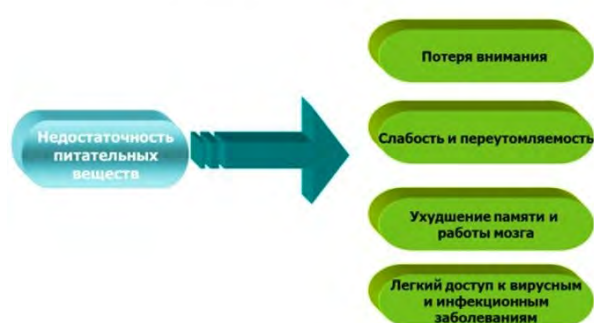 Недостаточность
питательных
веществ
Потеря внимания
Слабость и переутомляемость
Ухудшение памяти и
работы мозга
Легкий доступ к вирусным
и инфекционным
заболеваниям